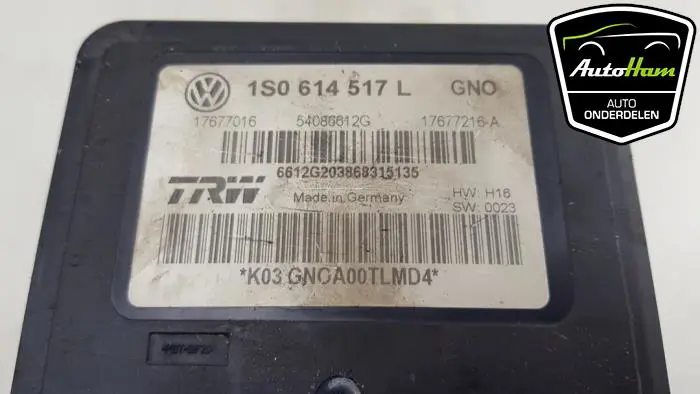 1S0 614 517 L GNO
17677016 54086612G 17677216-A
6612G203868315135
TRW
Made in Germany
HW: H16
SW: 0023
*K03 GNOA00TLMD4*
AutoHam
AUTO
ONDERDELEN